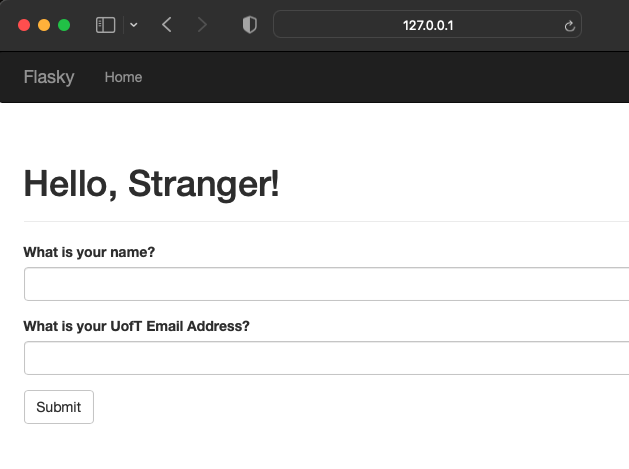 127.0.0.1
Flasky Home
Hello, Stranger!
What is your name?
What is your UofT Email Address?
Submit